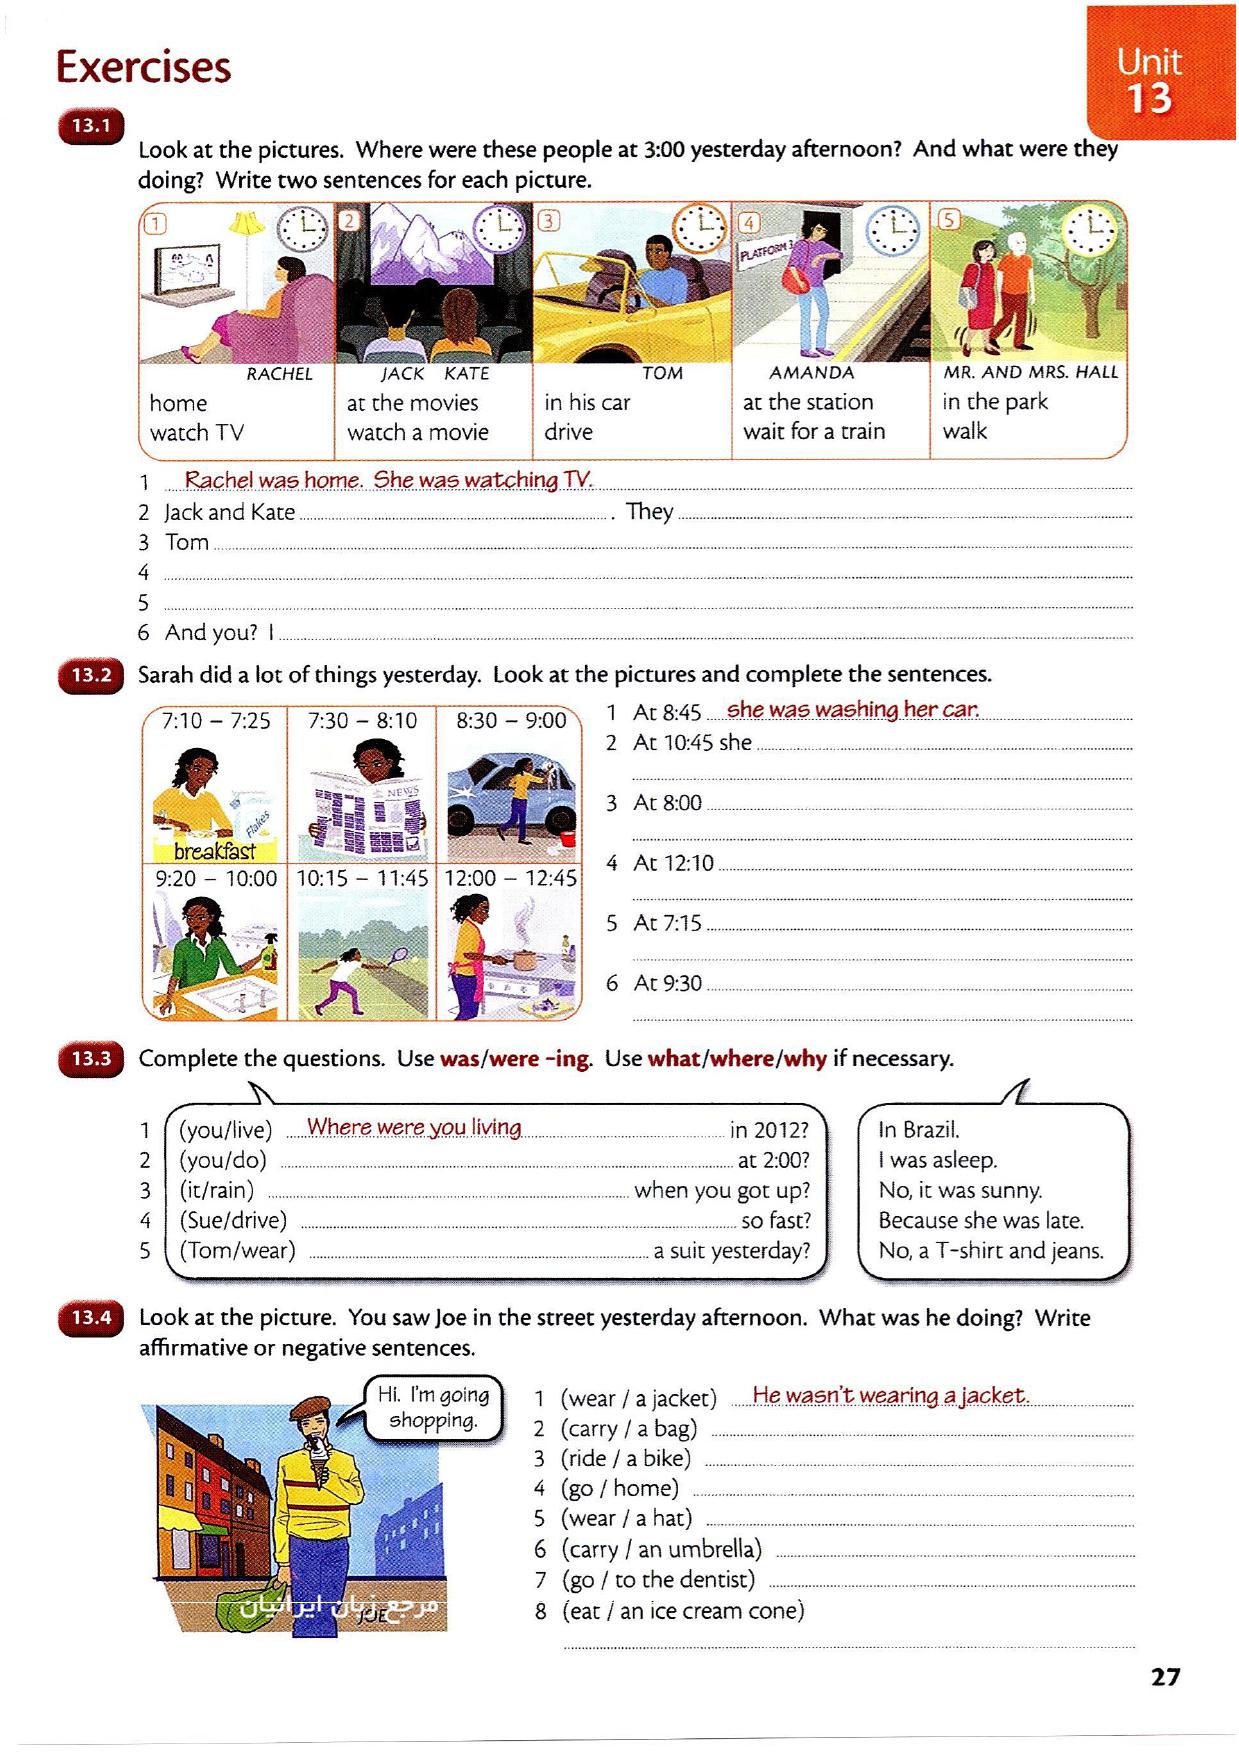 Exercises
Unit
13
13.1
Look at the pictures. Where were these people at 3:00 yesterday afternoon? And what were they
doing? Write two sentences for each picture.
1
2
3
4
5
PLATFORM 3
RACHEL
JACK KATE
TOM
AMANDA
MR. AND MRS. HALL
home
watch TV
at the movies
watch a movie
in his car
drive
at the station
wait for a train
in the park
walk
1 Rachel was home. She was watching TV.
2 Jack and Kate . They
3 Tom
4
5
6 And you? I
13.2
Sarah did a lot of things yesterday. Look at the pictures and complete the sentences.
7:10 – 7:25
7:30 – 8:10
8:30 – 9:00
Flakes
NEWS
breakfast
9:20 – 10:00
10:15 – 11:45
12:00 – 12:45
1 At 8:45 she was washing her car.
2 At 10:45 she
3 At 8:00
4 At 12:10
5 At 7:15
6 At 9:30
13.3
Complete the questions. Use was/were -ing. Use what/where/why if necessary.
1 (you/live) Where were you living in 2012?
2 (you/do) at 2:00?
3 (it/rain) when you got up?
4 (Sue/drive) so fast?
5 (Tom/wear) a suit yesterday?
In Brazil.
I was asleep.
No, it was sunny.
Because she was late.
No, a T-shirt and jeans.
13.4
Look at the picture. You saw Joe in the street yesterday afternoon. What was he doing? Write
affirmative or negative sentences.
Hi. I'm going
shopping.
JOE
مرجع زبان ایرانیان
1 (wear / a jacket) He wasn't wearing a jacket.
2 (carry / a bag)
3 (ride / a bike)
4 (go / home)
5 (wear / a hat)
6 (carry / an umbrella)
7 (go / to the dentist)
8 (eat / an ice cream cone)
27